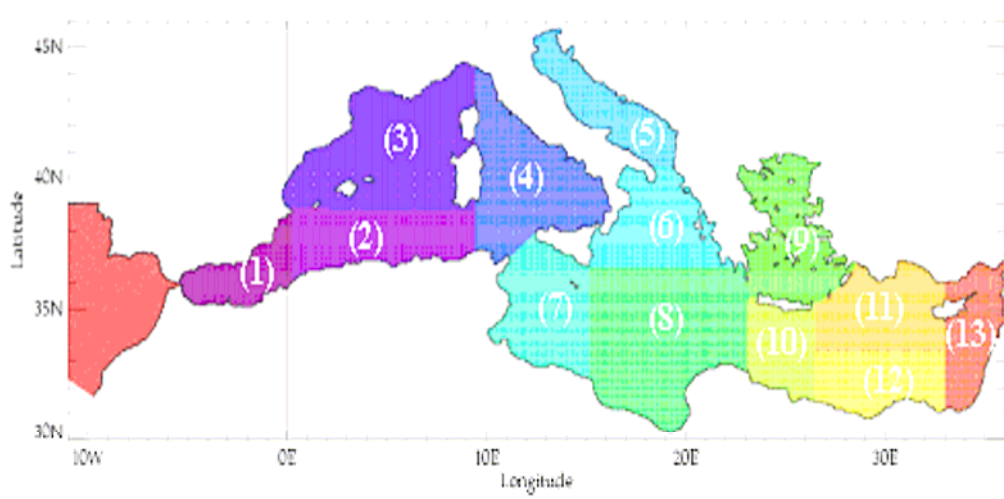 45N
(5)
(3)
40N
(4)
Latitude
(6)
(2)
(9)
(1)
35N
(7)
(8)
(11)
(10)
(13)
(12)
30N
10W
0E
10E
20E
30E
Longitude